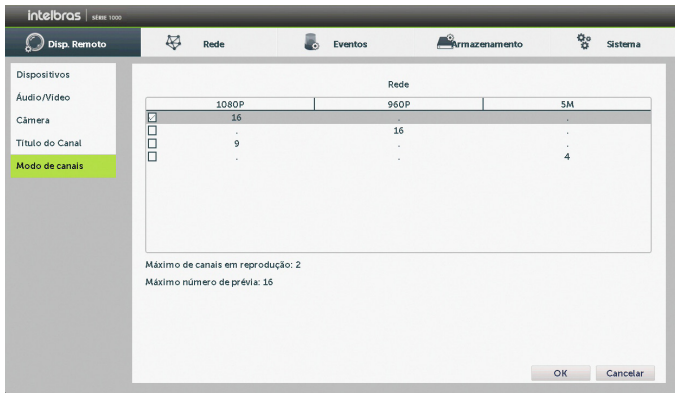 intelbras | SÉRIE 1000
Disp. Remoto Rede Eventos Armazenamento Sistema
Dispositivos
Áudio/Vídeo
Câmera
Título do Canal
Modo de canais
Rede
1080P 960P 5M
16 . .
. 16 .
9 . .
. . 4
Máximo de canais em reprodução: 2
Máximo número de prévia: 16
OK Cancelar